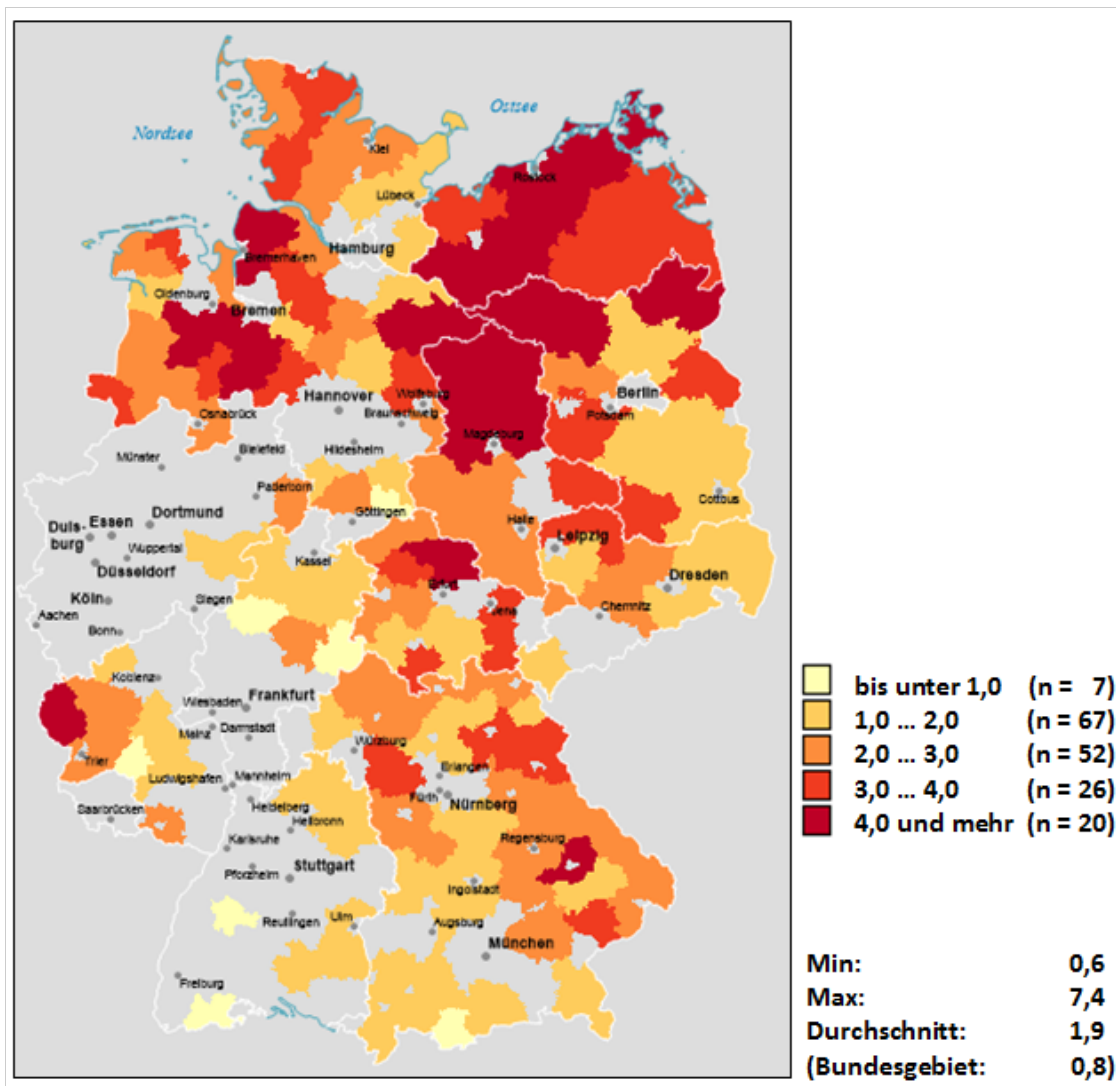 Nordsee
Ostsee
Kiel
Rostock
Lübeck
Hamburg
Bremerhaven
Oldenburg
Bremen
Hannover
Wolfsburg
Berlin
Osnabrück
Braunschweig
Potsdam
Magdeburg
Münster
Bielefeld
Hildesheim
Paderborn
Cottbus
Göttingen
Duis-
burg
Essen
Dortmund
Halle
Leipzig
Wuppertal
Kassel
Düsseldorf
Erfurt
Dresden
Köln
Siegen
Jena
Chemnitz
Aachen
Bonn
Koblenz
Wiesbaden
Frankfurt
Mainz
Darmstadt
Würzburg
Trier
Erlangen
Ludwigshafen
Mannheim
Fürth
Nürnberg
Saarbrücken
Heidelberg
Heilbronn
Karlsruhe
Regensburg
Pforzheim
Stuttgart
Ingolstadt
Reutlingen
Ulm
Augsburg
München
Freiburg
bis unter 1,0 (n = 7)
1,0 ... 2,0 (n = 67)
2,0 ... 3,0 (n = 52)
3,0 ... 4,0 (n = 26)
4,0 und mehr (n = 20)
Min: 0,6
Max: 7,4
Durchschnitt: 1,9
(Bundesgebiet: 0,8)